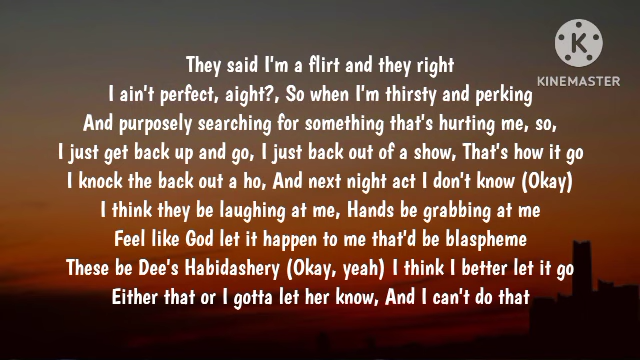 They said I'm a flirt and they right
I ain't perfect, aight?, So when I'm thirsty and perking
And purposely searching for something that's hurting me, so,
I just get back up and go, I just back out of a show, That's how it go
I knock the back out a ho, And next night act I don't know (Okay)
I think they be laughing at me, Hands be grabbing at me
Feel like God let it happen to me that'd be blaspheme
These be Dee's Habidashery (Okay, yeah) I think I better let it go
Either that or I gotta let her know, And I can't do that
K
KINEMASTER